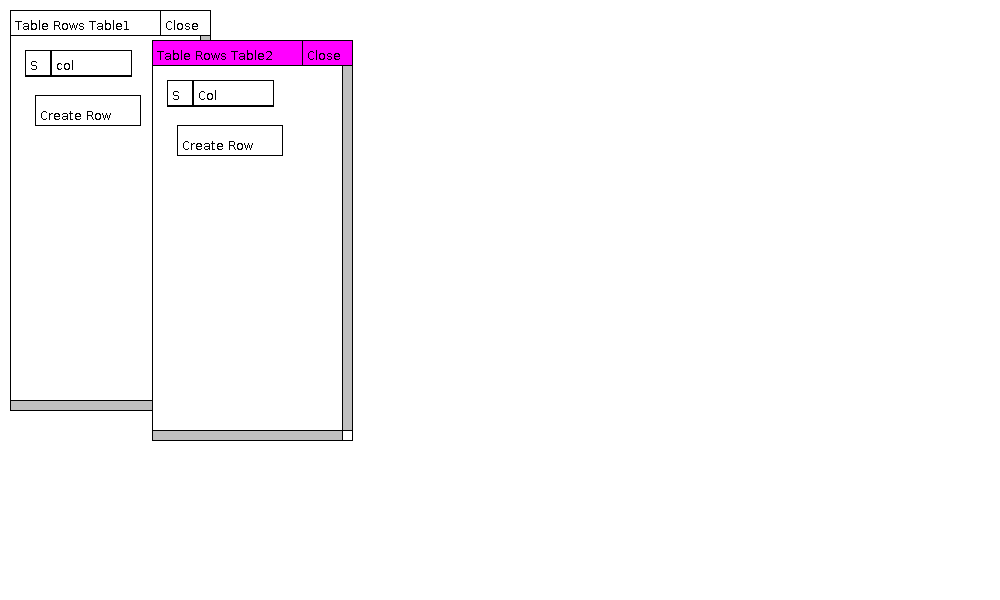 Table Rows Table1 Close
S col
Create Row
Table Rows Table2 Close
S Col
Create Row